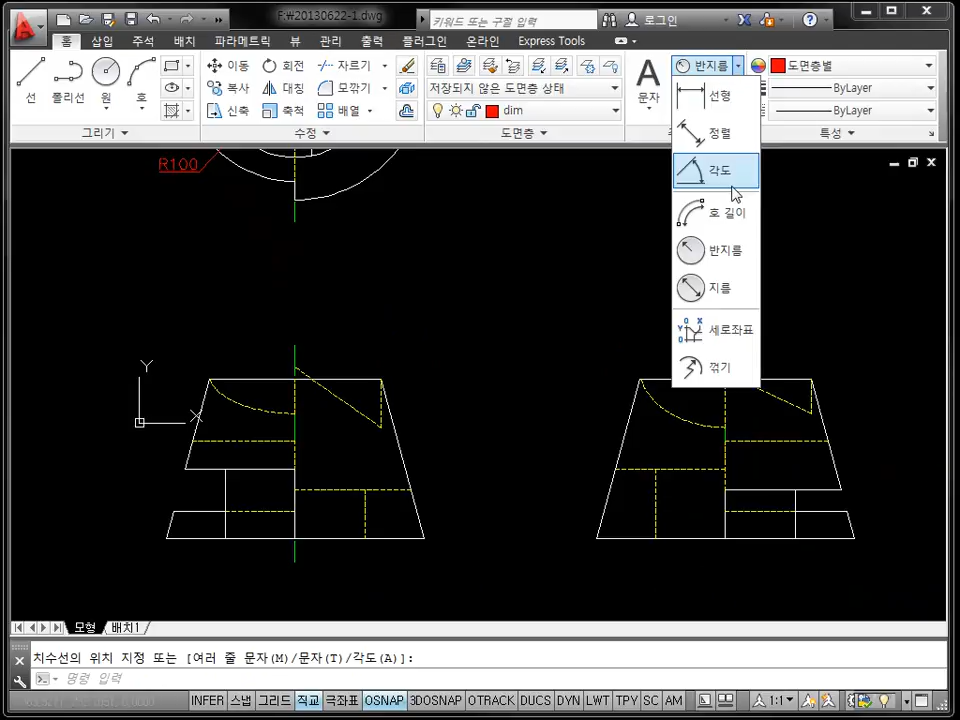 F:₩20130622-1.dwg
키워드 또는 구절 입력
로그인
홈 삽입 주석 배치 파라메트릭 뷰 관리 출력 플러그인 온라인 Express Tools
선 폴리선 원 호
이동 회전 자르기
복사 대칭 모깎기
신축 축척 배열
저장되지 않은 도면층 상태
dim
A
문자
반지름
도면층별
ByLayer
ByLayer
그리기 수정 도면층 특성
선형
정렬
각도
호 길이
반지름
지름
세로좌표
꺾기
R100
Y
X
모형 배치1
치수선의 위치 지정 또는 [여러 줄 문자(M)/문자(T)/각도(A)]:
명령 입력
INFER 스냅 그리드 직교 극좌표 OSNAP 3DOSNAP OTRACK DUCS DYN LWT TPY SC AM 1:1